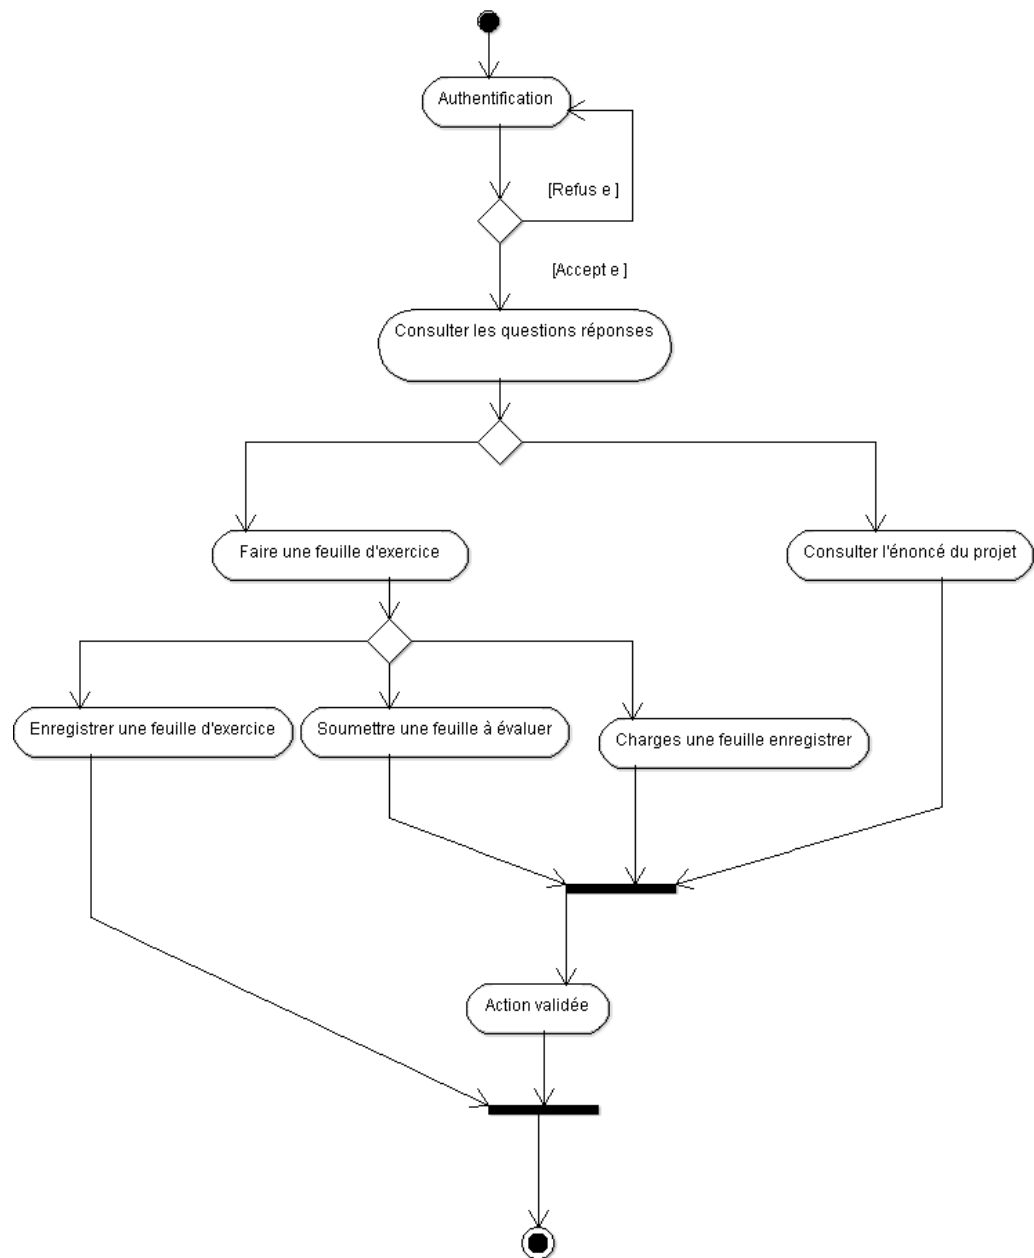 Authentification
[Refus e ]
[Accept e ]
Consulter les questions réponses
Faire une feuille d'exercice
Consulter l'énoncé du projet
Enregistrer une feuille d'exercice
Soumettre une feuille à évaluer
Charges une feuille enregistrer
Action validée